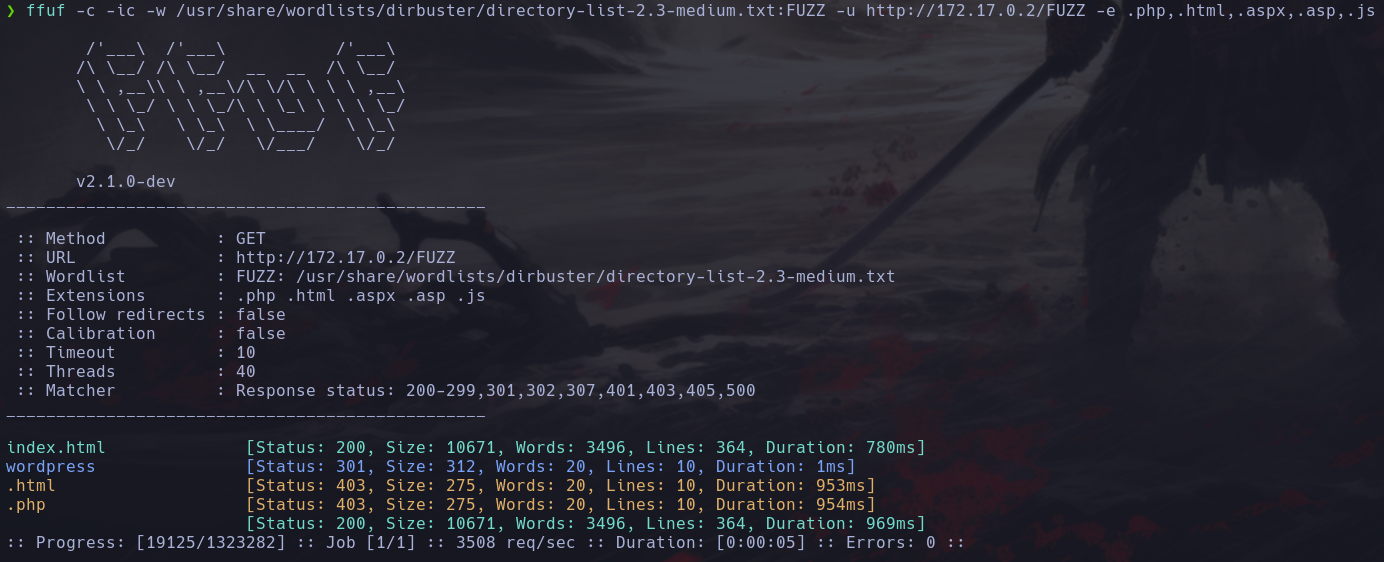 ❯ ffuf -c -ic -w /usr/share/wordlists/dirbuster/directory-list-2.3-medium.txt:FUZZ -u http://172.17.0.2/FUZZ -e .php,.html,.aspx,.asp,.js
        /'___\  /'___\           /'___\
       /\ \__/ /\ \__/  __  __  /\ \__/
       \ \ ,__\\ \ ,__\/\ \/\ \ \ \ ,__\
        \ \ \_/ \ \ \_/\ \ \_\ \ \ \ \_/
         \ \_\   \ \_\  \ \____/  \ \_\
          \/_/    \/_/   \/___/    \/_/
       v2.1.0-dev
________________________________________________
 :: Method           : GET
 :: URL              : http://172.17.0.2/FUZZ
 :: Wordlist         : FUZZ: /usr/share/wordlists/dirbuster/directory-list-2.3-medium.txt
 :: Extensions       : .php .html .aspx .asp .js
 :: Follow redirects : false
 :: Calibration      : false
 :: Timeout          : 10
 :: Threads          : 40
 :: Matcher          : Response status: 200-299,301,302,307,401,403,405,500
________________________________________________
index.html              [Status: 200, Size: 10671, Words: 3496, Lines: 364, Duration: 780ms]
wordpress               [Status: 301, Size: 312, Words: 20, Lines: 10, Duration: 1ms]
.html                   [Status: 403, Size: 275, Words: 20, Lines: 10, Duration: 953ms]
.php                    [Status: 403, Size: 275, Words: 20, Lines: 10, Duration: 954ms]
                        [Status: 200, Size: 10671, Words: 3496, Lines: 364, Duration: 969ms]
:: Progress: [19125/1323282] :: Job [1/1] :: 3508 req/sec :: Duration: [0:00:05] :: Errors: 0 ::